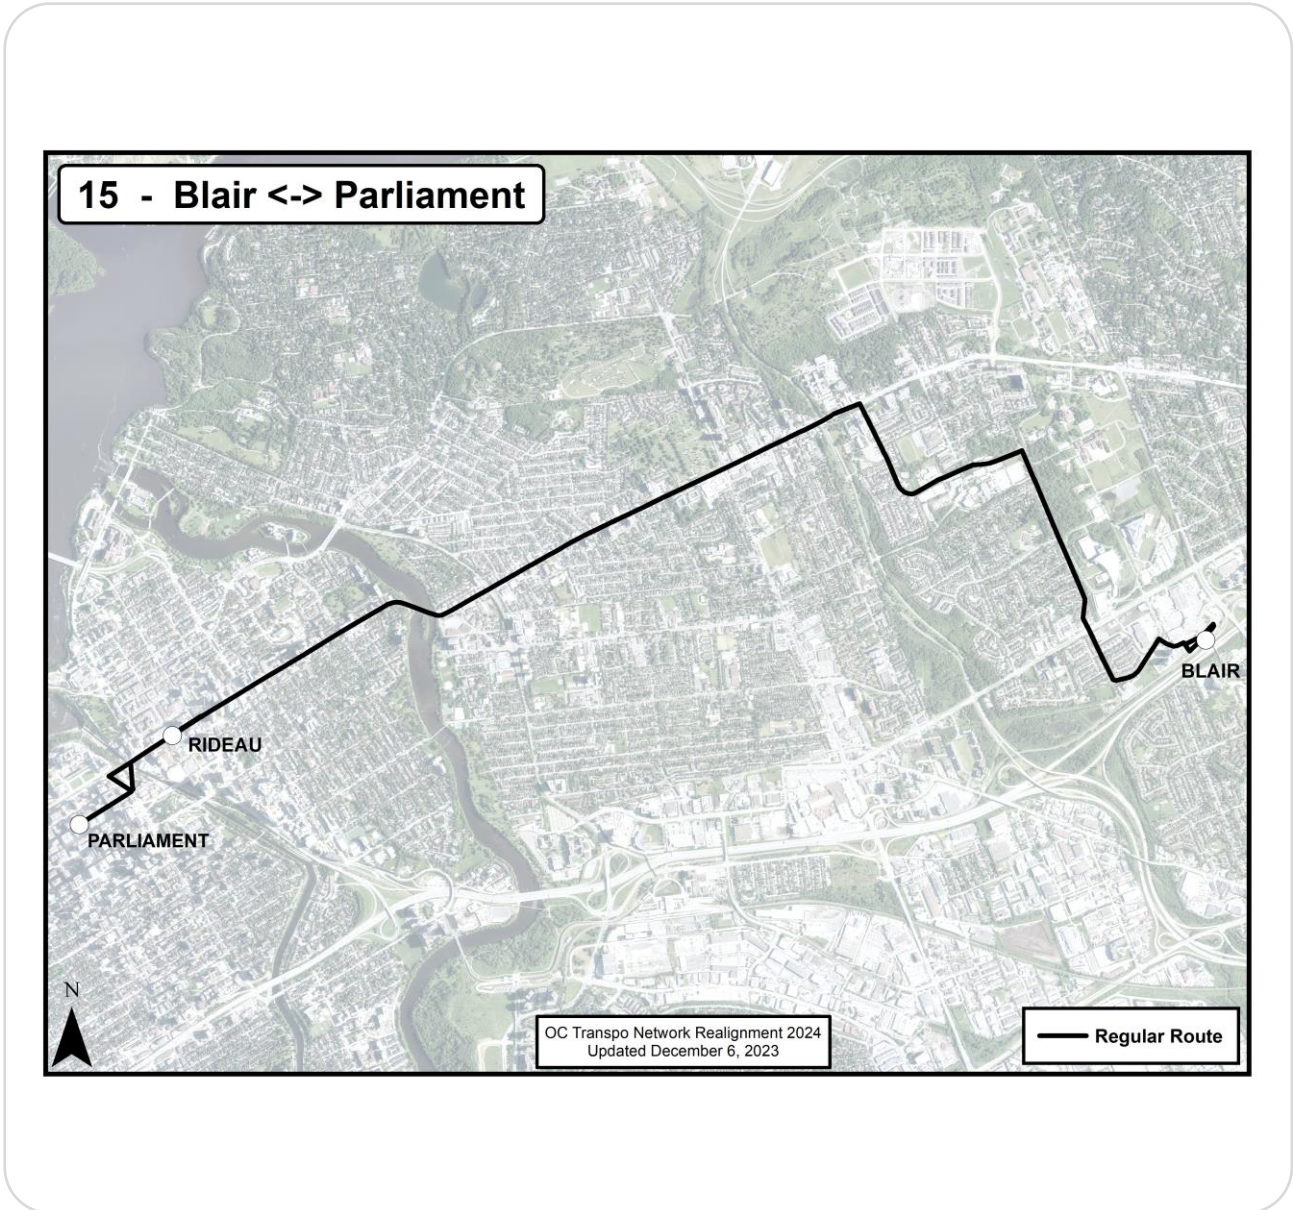 15 - Blair <-> Parliament
RIDEAU
BLAIR
PARLIAMENT
N
OC Transpo Network Realignment 2024
Updated December 6, 2023
Regular Route